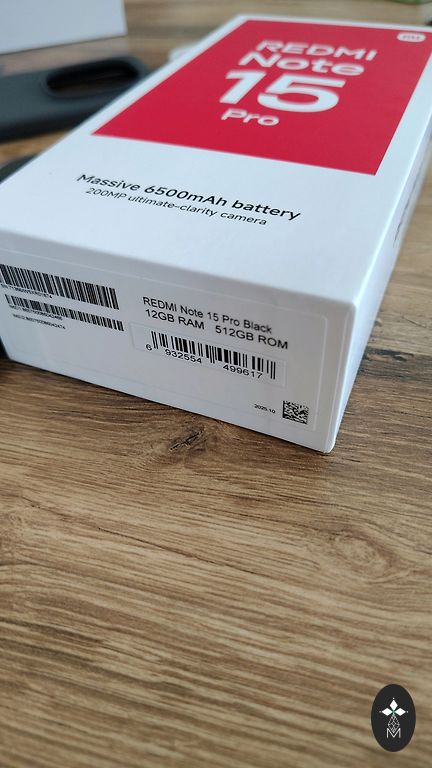 REDMI
Note
15
Pro
Massive 6500mAh battery
200MP ultimate-clarity camera
REDMI Note 15 Pro Black
12GB RAM 512GB ROM
6 932554 499617
2025.10